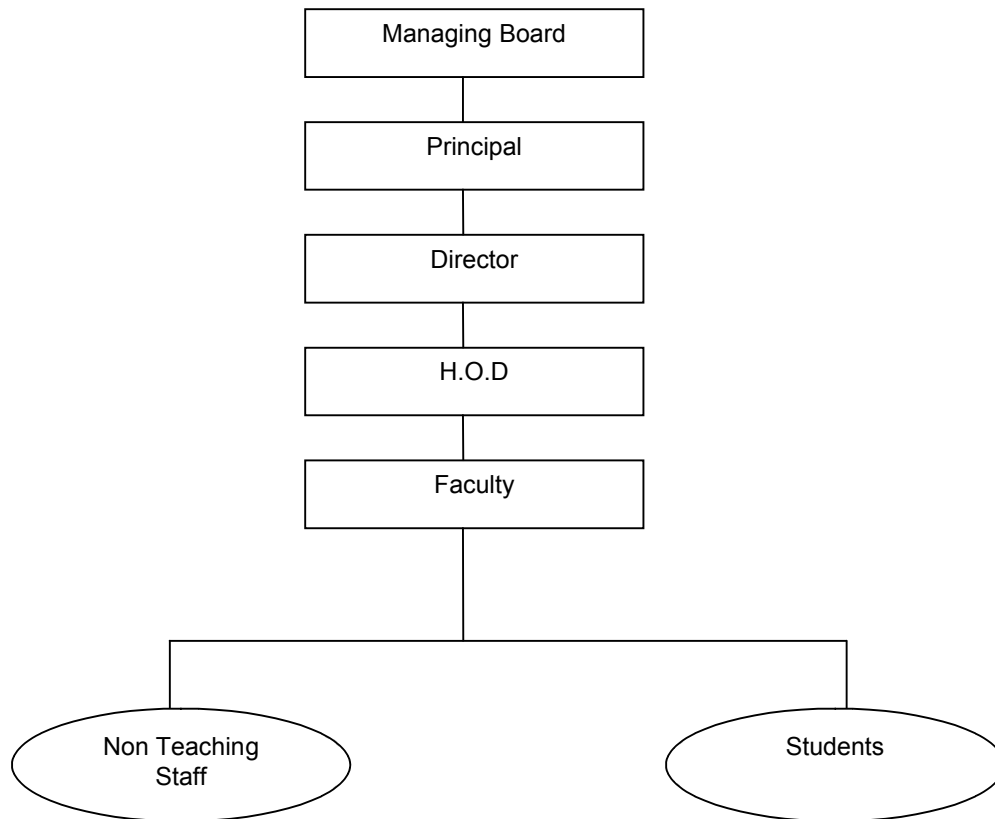 Managing Board
Principal
Director
H.O.D
Faculty
Non Teaching
Staff
Students